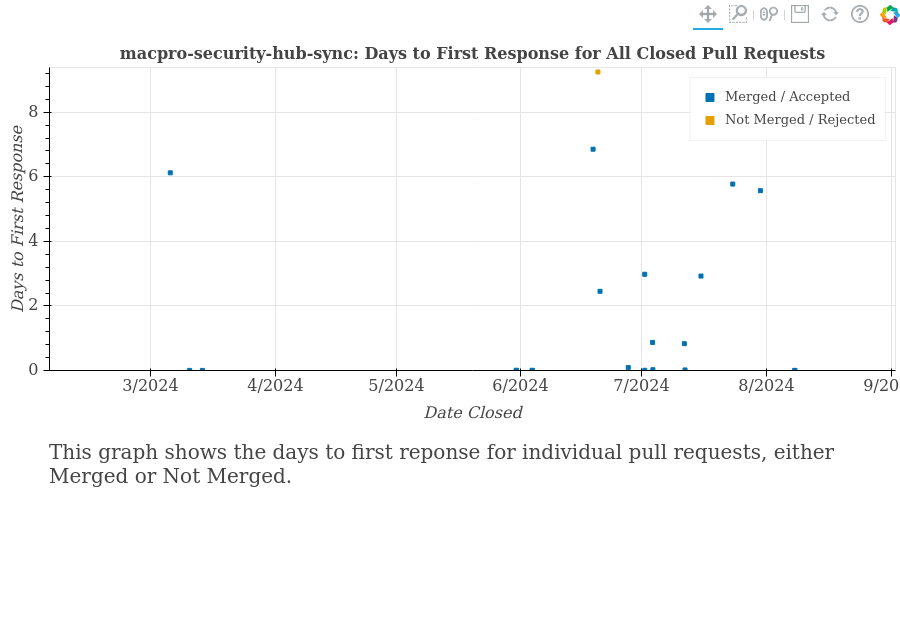 macpro-security-hub-sync: Days to First Response for All Closed Pull Requests
Merged / Accepted
Not Merged / Rejected
Days to First Response
8
6
4
2
0
3/2024 4/2024 5/2024 6/2024 7/2024 8/2024 9/20
Date Closed
This graph shows the days to first reponse for individual pull requests, either
Merged or Not Merged.